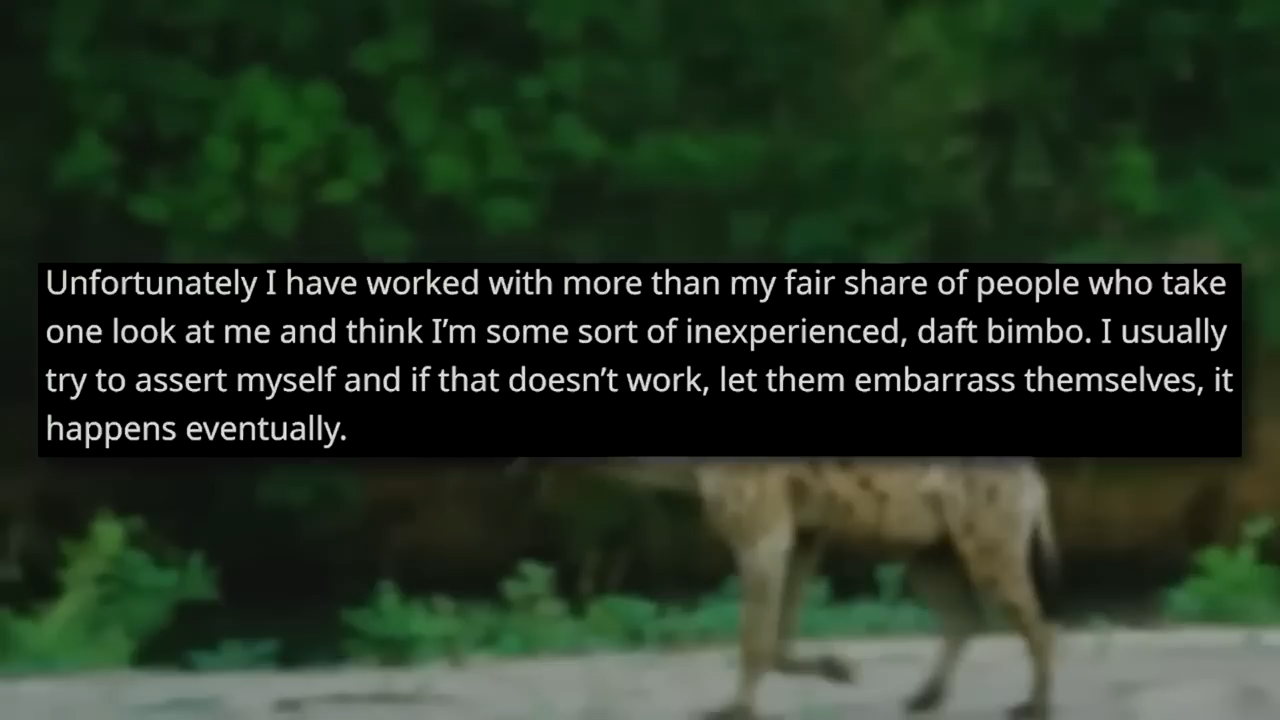 Unfortunately I have worked with more than my fair share of people who take
one look at me and think I’m some sort of inexperienced, daft bimbo. I usually
try to assert myself and if that doesn’t work, let them embarrass themselves, it
happens eventually.